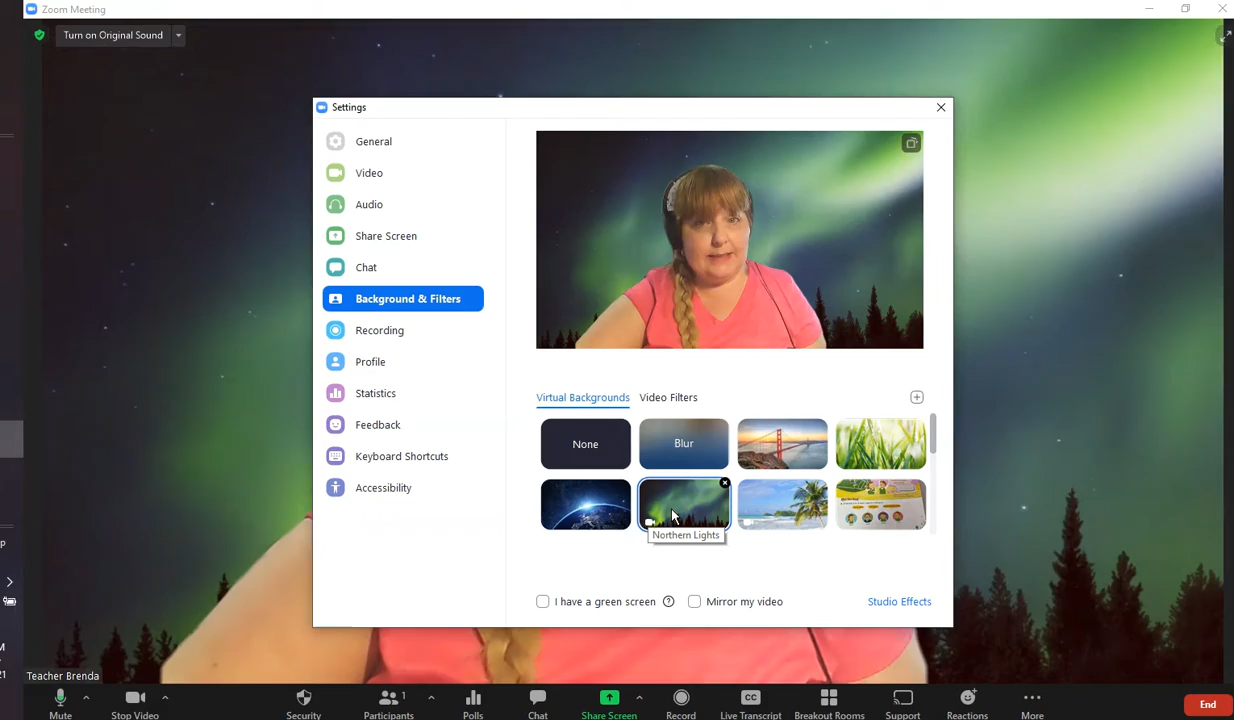 Zoom Meeting
Turn on Original Sound
Settings
General
Video
Audio
Share Screen
Chat
Background & Filters
Recording
Profile
Statistics
Feedback
Keyboard Shortcuts
Accessibility
Virtual Backgrounds
Video Filters
None
Blur
Northern Lights
I have a green screen
Mirror my video
Studio Effects
p
M
21
Teacher Brenda
Mute
Stop Video
Security
Participants
1
Polls
Chat
Share Screen
Record
CC
Live Transcript
Breakout Rooms
Support
Reactions
More
End